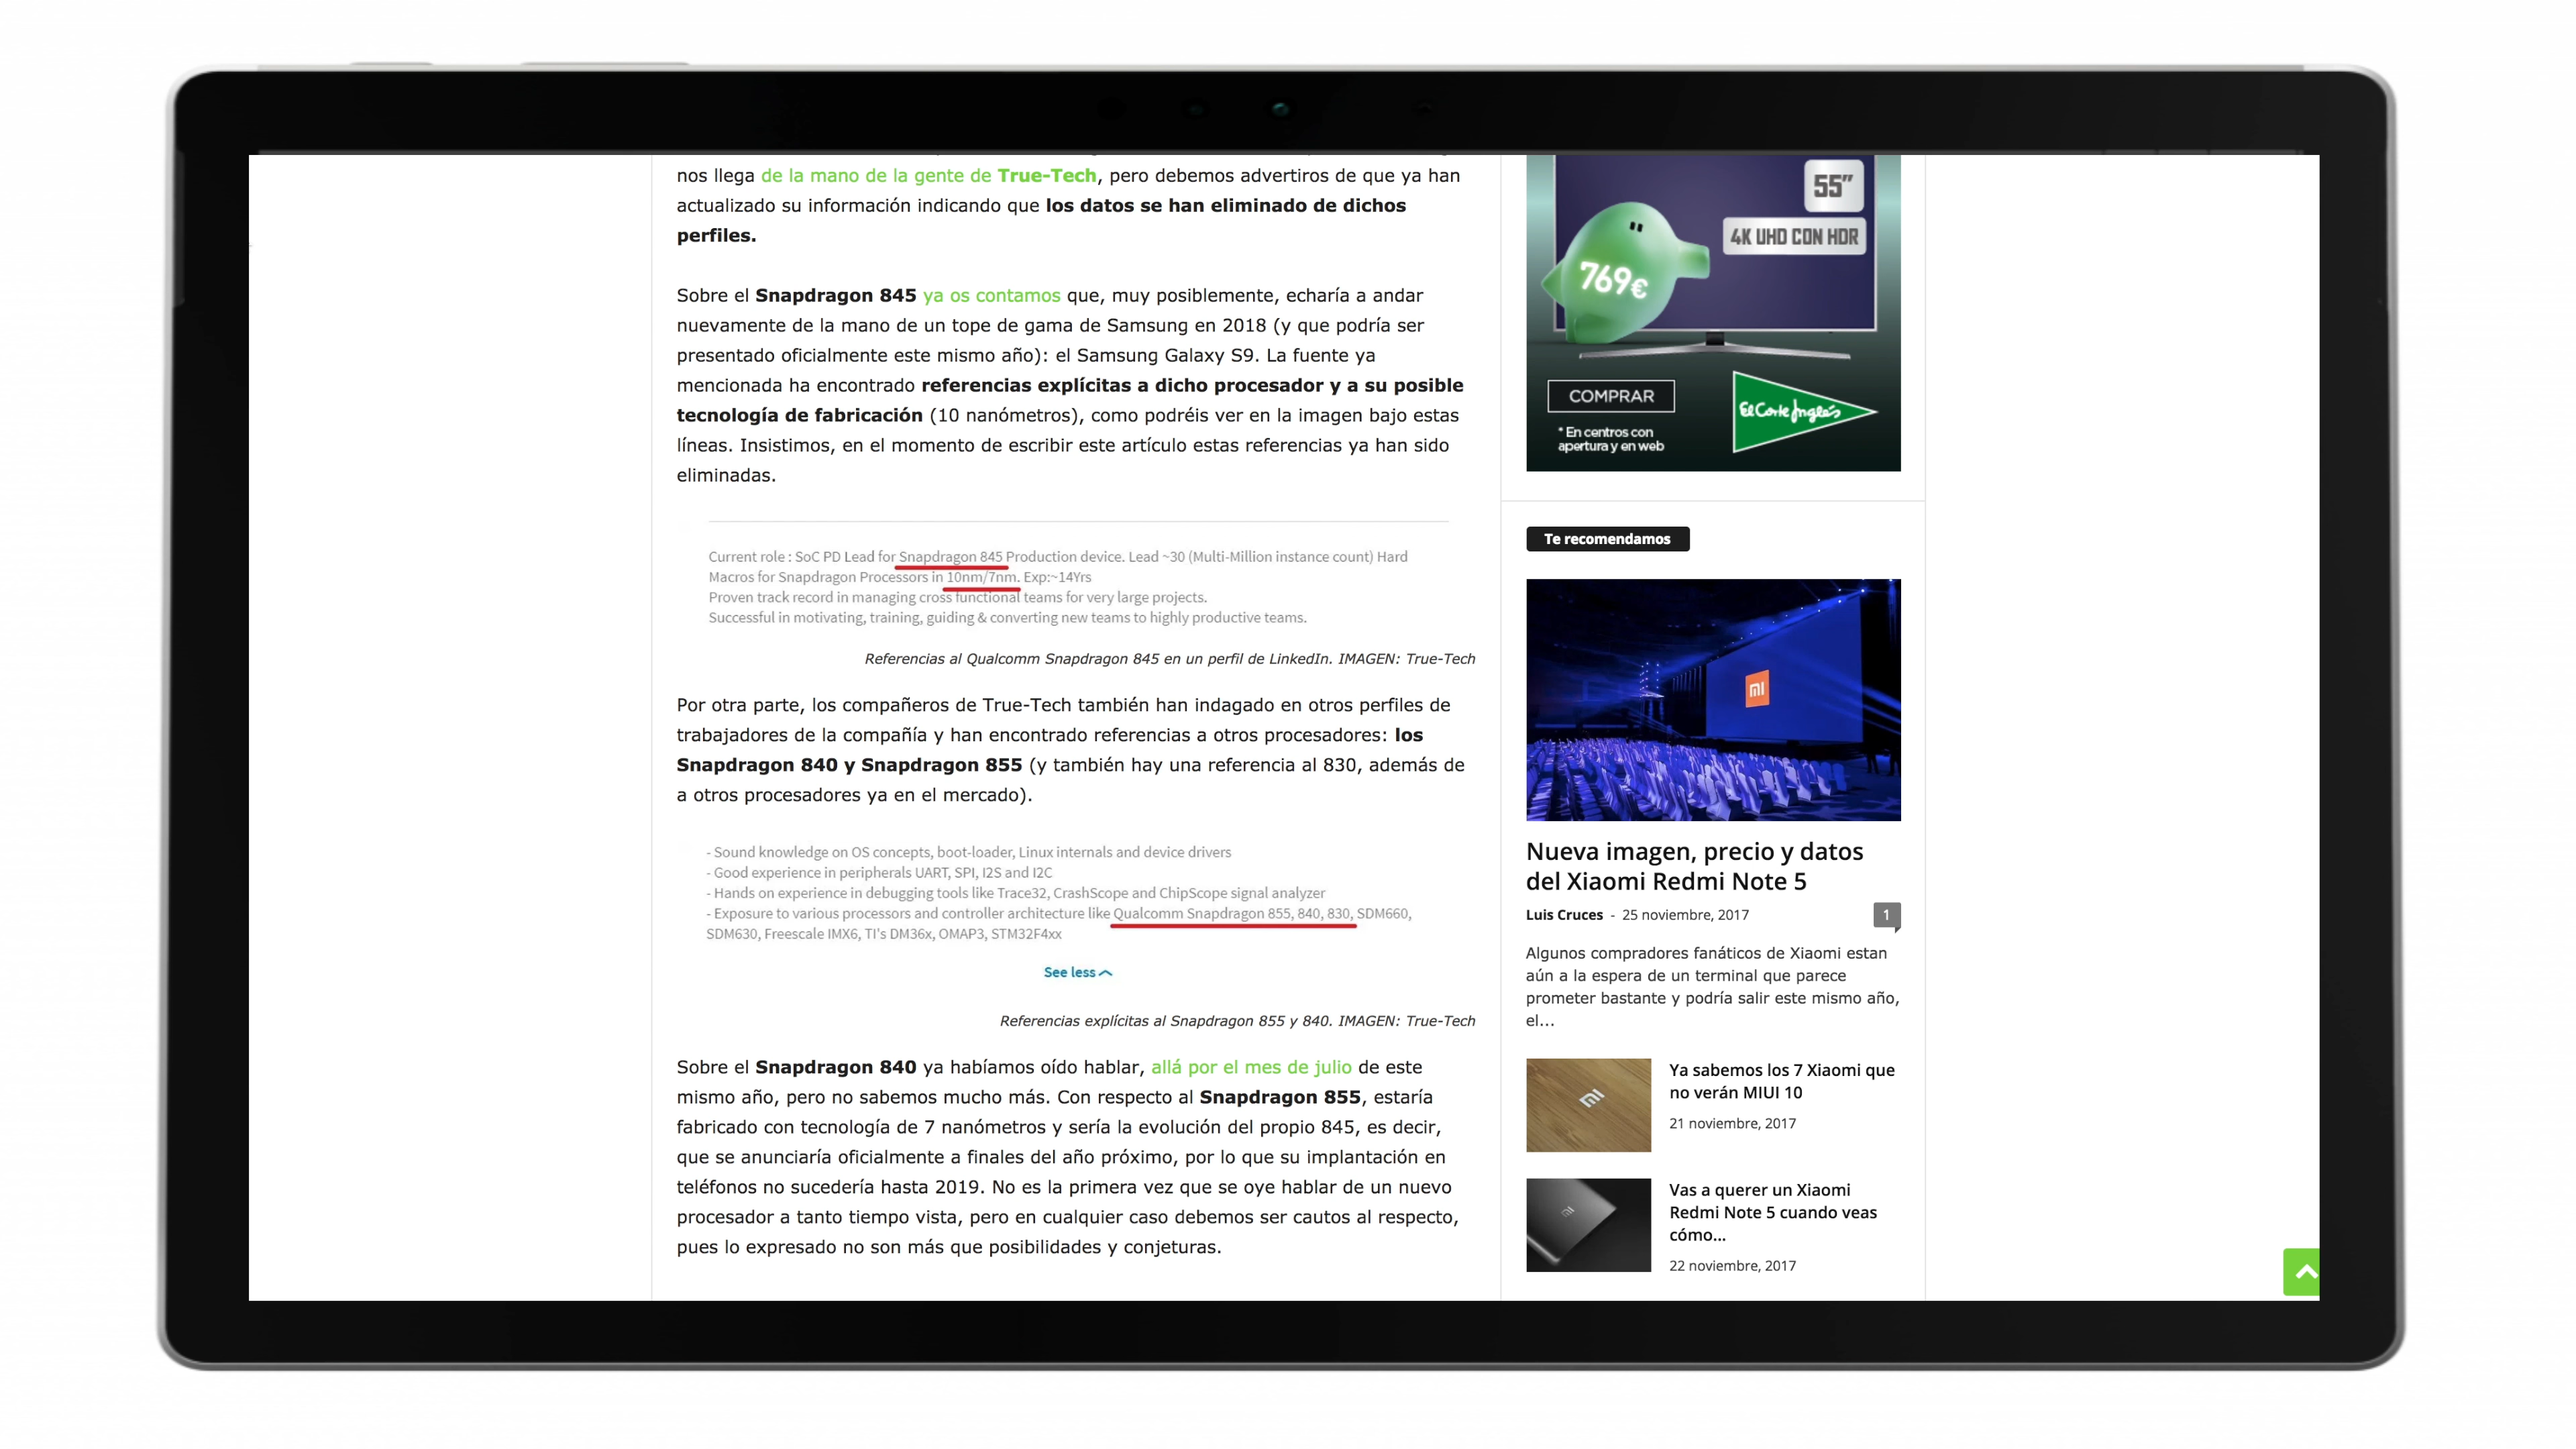 nos llega de la mano de la gente de True-Tech, pero debemos advertiros de que ya han
actualizado su información indicando que los datos se han eliminado de dichos
perfiles.
Sobre el Snapdragon 845 ya os contamos que, muy posiblemente, echaría a andar
nuevamente de la mano de un tope de gama de Samsung en 2018 (y que podría ser
presentado oficialmente este mismo año): el Samsung Galaxy S9. La fuente ya
mencionada ha encontrado referencias explícitas a dicho procesador y a su posible
tecnología de fabricación (10 nanómetros), como podréis ver en la imagen bajo estas
líneas. Insistimos, en el momento de escribir este artículo estas referencias ya han sido
eliminadas.
Current role : SoC PD Lead for Snapdragon 845 Production device. Lead ~30 (Multi-Million instance count) Hard
Macros for Snapdragon Processors in 10nm/7nm. Exp:~14Yrs
Proven track record in managing cross functional teams for very large projects.
Successful in motivating, training, guiding & converting new teams to highly productive teams.
Referencias al Qualcomm Snapdragon 845 en un perfil de LinkedIn. IMAGEN: True-Tech
Por otra parte, los compañeros de True-Tech también han indagado en otros perfiles de
trabajadores de la compañía y han encontrado referencias a otros procesadores: los
Snapdragon 840 y Snapdragon 855 (y también hay una referencia al 830, además de
a otros procesadores ya en el mercado).
- Sound knowledge on OS concepts, boot-loader, Linux internals and device drivers
- Good experience in peripherals UART, SPI, I2S and I2C
- Hands on experience in debugging tools like Trace32, CrashScope and ChipScope signal analyzer
- Exposure to various processors and controller architecture like Qualcomm Snapdragon 855, 840, 830, SDM660,
SDM630, Freescale IMX6, TI's DM36x, OMAP3, STM32F4xx
See less
Referencias explícitas al Snapdragon 855 y 840. IMAGEN: True-Tech
Sobre el Snapdragon 840 ya habíamos oído hablar, allá por el mes de julio de este
mismo año, pero no sabemos mucho más. Con respecto al Snapdragon 855, estaría
fabricado con tecnología de 7 nanómetros y sería la evolución del propio 845, es decir,
que se anunciaría oficialmente a finales del año próximo, por lo que su implantación en
teléfonos no sucedería hasta 2019. No es la primera vez que se oye hablar de un nuevo
procesador a tanto tiempo vista, pero en cualquier caso debemos ser cautos al respecto,
pues lo expresado no son más que posibilidades y conjeturas.
55"
4K UHD CON HDR
769€
COMPRAR
El Corte Inglés
* En centros con
apertura y en web
Te recomendamos
Nueva imagen, precio y datos
del Xiaomi Redmi Note 5
Luis Cruces - 25 noviembre, 2017
1
Algunos compradores fanáticos de Xiaomi estan
aún a la espera de un terminal que parece
prometer bastante y podría salir este mismo año,
el...
Ya sabemos los 7 Xiaomi que
no verán MIUI 10
21 noviembre, 2017
Vas a querer un Xiaomi
Redmi Note 5 cuando veas
cómo...
22 noviembre, 2017